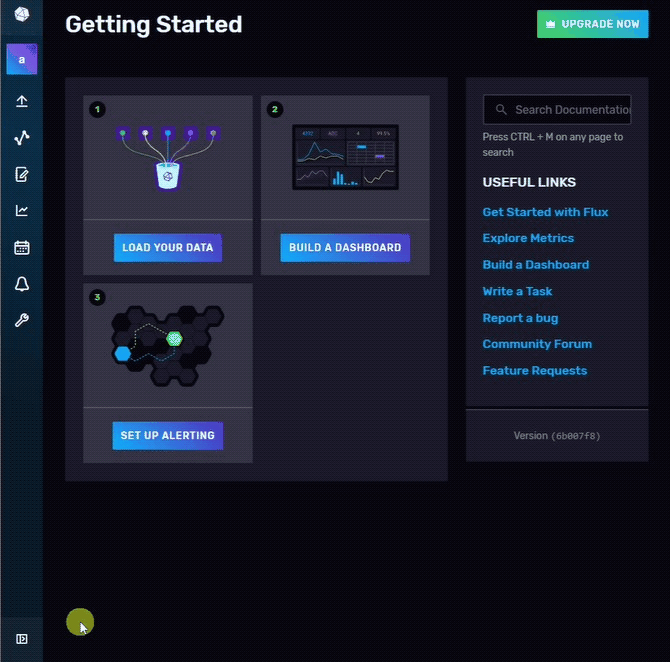 Getting Started
UPGRADE NOW
a
1
2
LOAD YOUR DATA
BUILD A DASHBOARD
3
SET UP ALERTING
Search Documentation
Press CTRL + M on any page to
search
USEFUL LINKS
Get Started with Flux
Explore Metrics
Build a Dashboard
Write a Task
Report a bug
Community Forum
Feature Requests
Version (6b007f8)